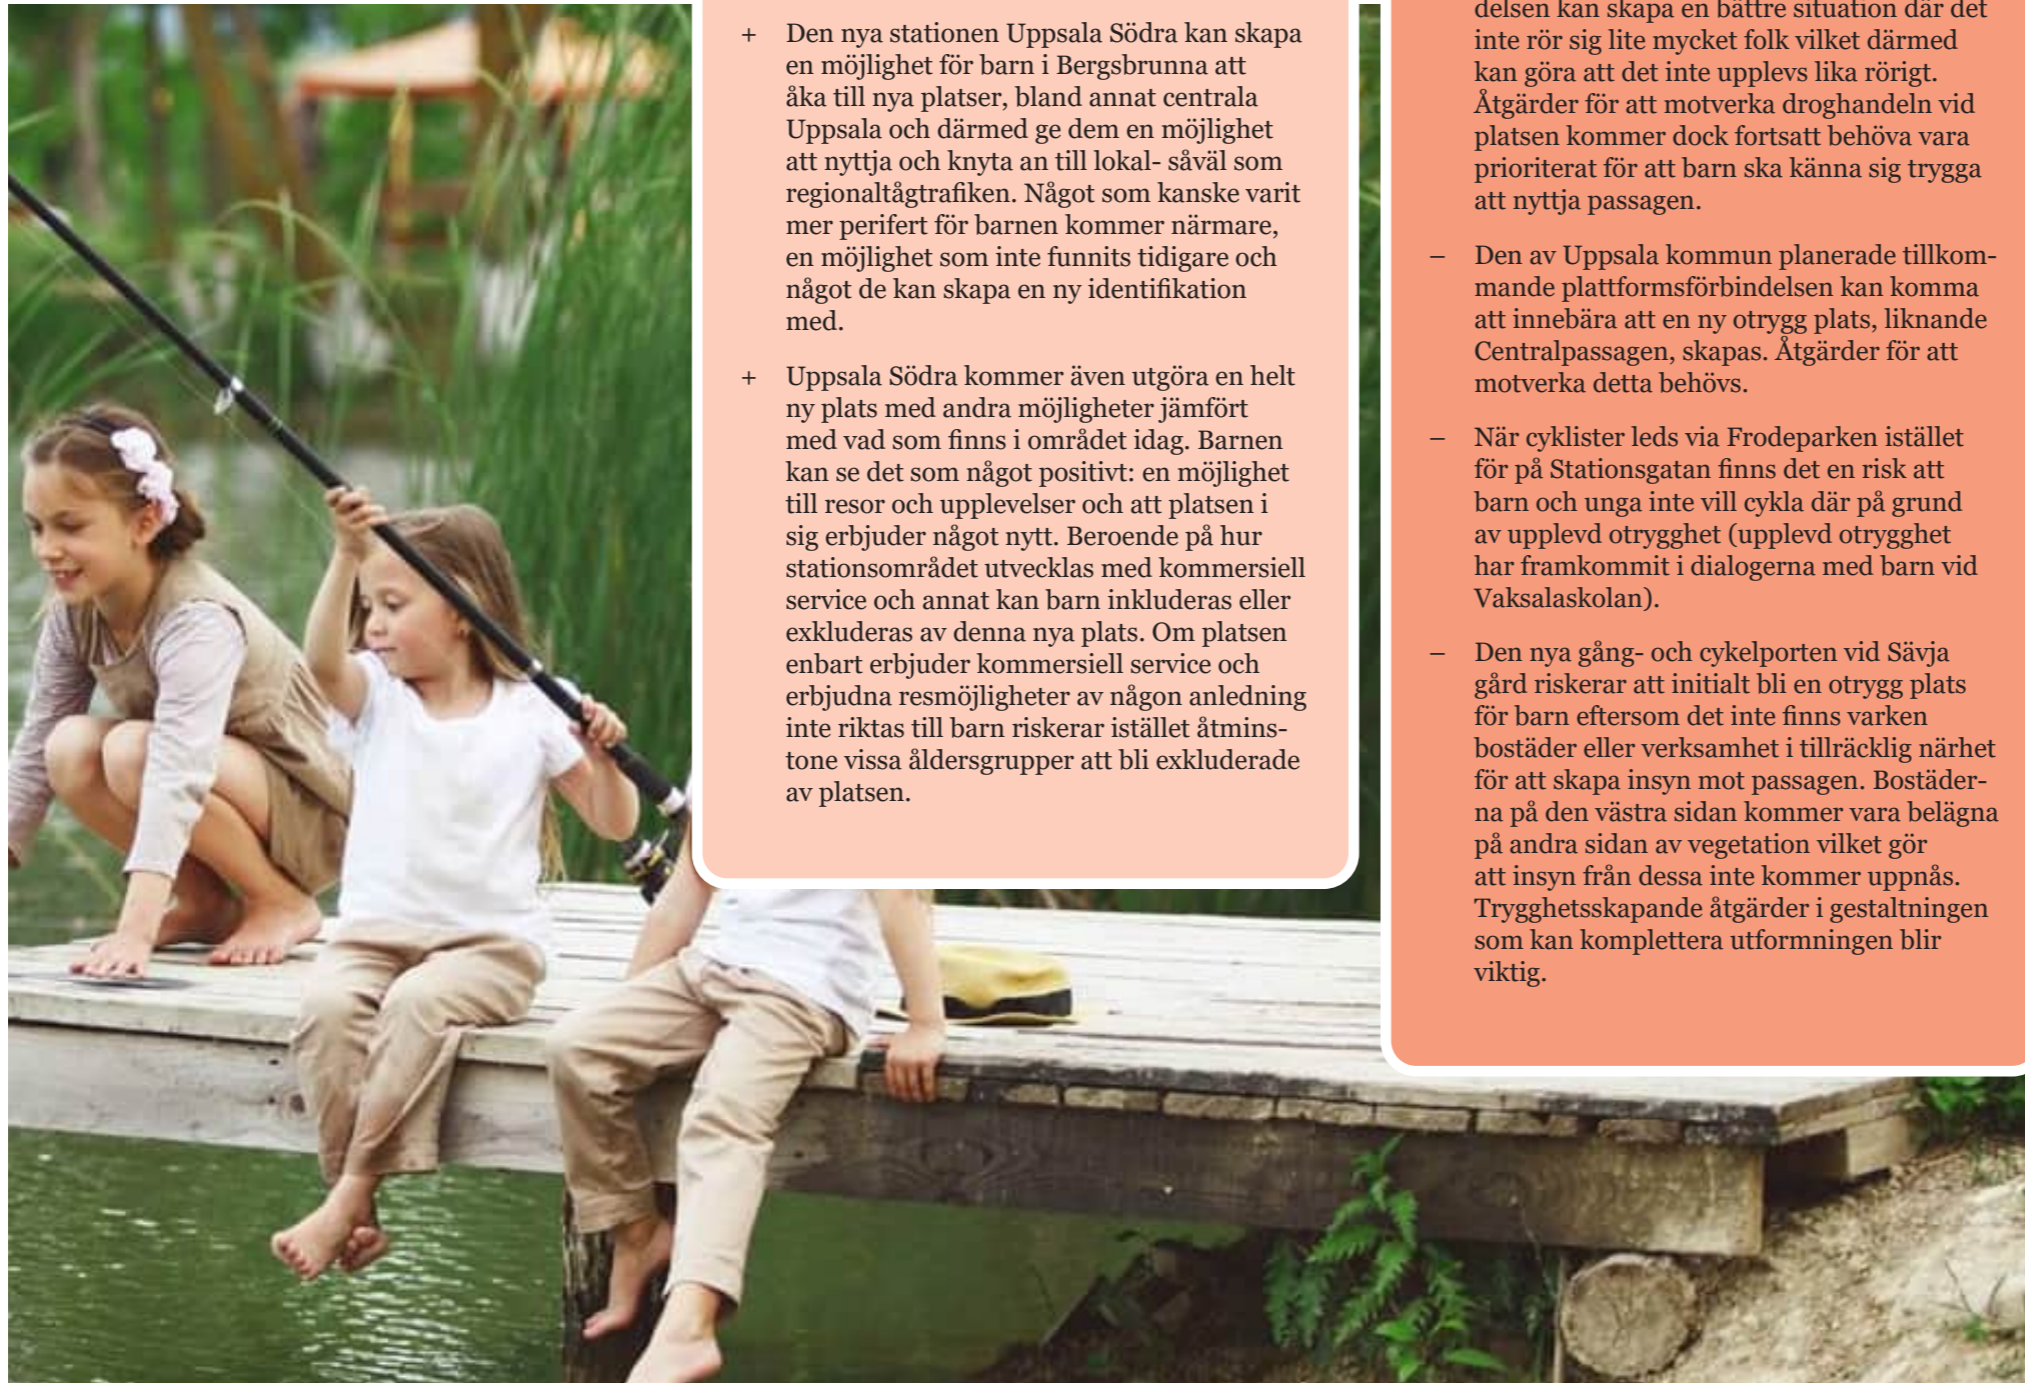 + Den nya stationen Uppsala Södra kan skapa
en möjlighet för barn i Bergsbrunna att
åka till nya platser, bland annat centrala
Uppsala och därmed ge dem en möjlighet
att nyttja och knyta an till lokal- såväl som
regionaltågtrafiken. Något som kanske varit
mer perifert för barnen kommer närmare,
en möjlighet som inte funnits tidigare och
något de kan skapa en ny identifikation
med.
+ Uppsala Södra kommer även utgöra en helt
ny plats med andra möjligheter jämfört
med vad som finns i området idag. Barnen
kan se det som något positivt: en möjlighet
till resor och upplevelser och att platsen i
sig erbjuder något nytt. Beroende på hur
stationsområdet utvecklas med kommersiell
service och annat kan barn inkluderas eller
exkluderas av denna nya plats. Om platsen
enbart erbjuder kommersiell service och
erbjudna resmöjligheter av någon anledning
inte riktas till barn riskerar istället åtmins-
tone vissa åldersgrupper att bli exkluderade
av platsen.
delsen kan skapa en bättre situation där det
inte rör sig lite mycket folk vilket därmed
kan göra att det inte upplevs lika rörigt.
Åtgärder för att motverka droghandeln vid
platsen kommer dock fortsatt behöva vara
prioriterat för att barn ska känna sig trygga
att nyttja passagen.
– Den av Uppsala kommun planerade tillkom-
mande plattformsförbindelsen kan komma
att innebära att en ny otrygg plats, liknande
Centralpassagen, skapas. Åtgärder för att
motverka detta behövs.
– När cyklister leds via Frodeparken istället
för på Stationsgatan finns det en risk att
barn och unga inte vill cykla där på grund
av upplevd otrygghet (upplevd otrygghet
har framkommit i dialogerna med barn vid
Vaksalaskolan).
– Den nya gång- och cykelporten vid Sävja
gård riskerar att initialt bli en otrygg plats
för barn eftersom det inte finns varken
bostäder eller verksamhet i tillräcklig närhet
för att skapa insyn mot passagen. Bostäder-
na på den västra sidan kommer vara belägna
på andra sidan av vegetation vilket gör
att insyn från dessa inte kommer uppnås.
Trygghetsskapande åtgärder i gestaltningen
som kan komplettera utformningen blir
viktig.